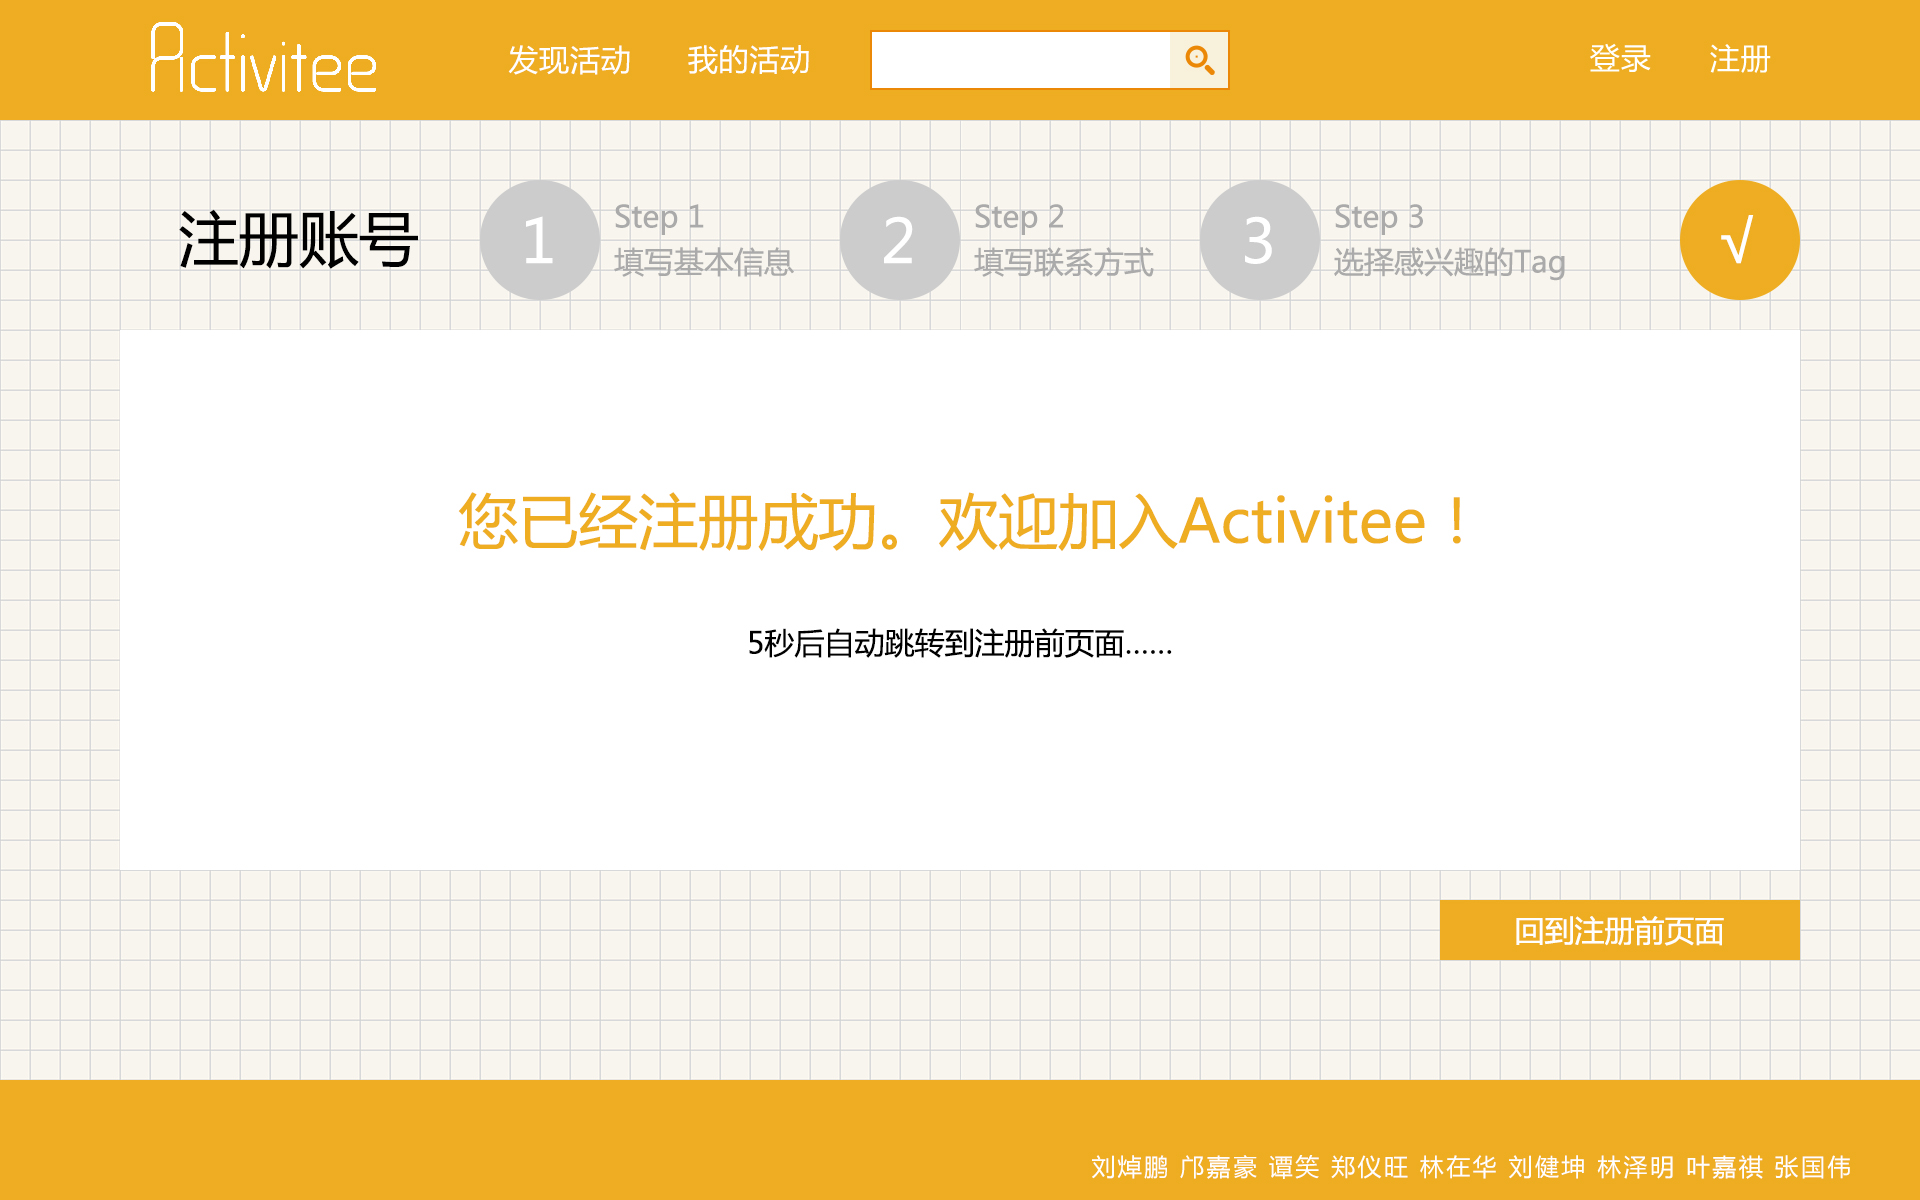 Activitee
发现活动
我的活动
登录
注册
注册账号
1
Step 1
填写基本信息
2
Step 2
填写联系方式
3
Step 3
选择感兴趣的Tag
√
您已经注册成功。欢迎加入Activitee！
5秒后自动跳转到注册前页面......
回到注册前页面
刘焯鹏 邝嘉豪 谭笑 郑仪旺 林在华 刘健坤 林泽明 叶嘉祺 张国伟